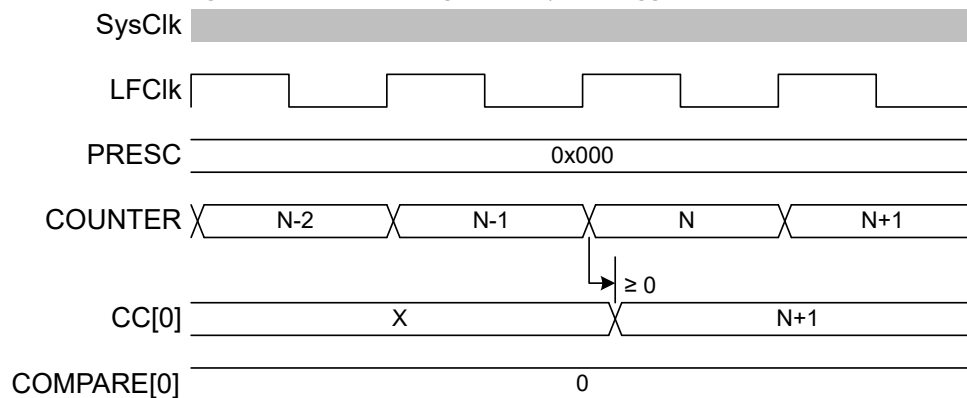 SysClk
LFClk
PRESC 0x000
COUNTER N-2 N-1 N N+1
≥ 0
CC[0] X N+1
COMPARE[0] 0